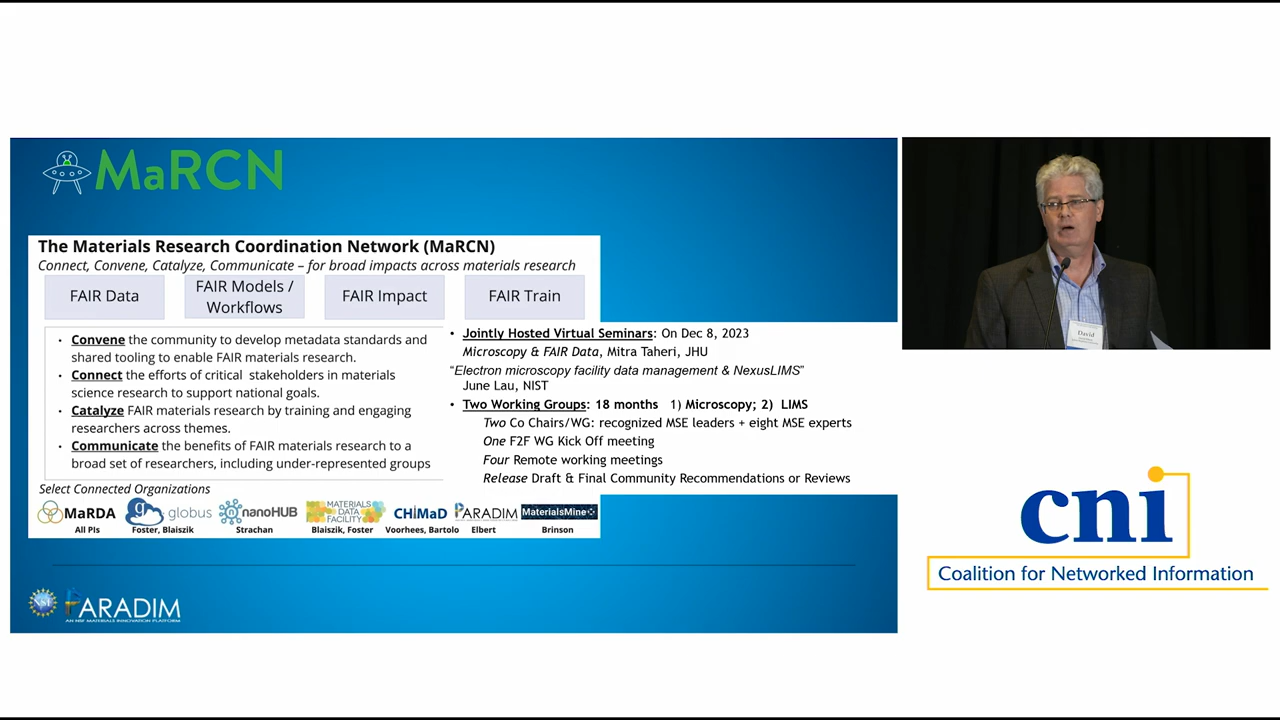 MaRCN
The Materials Research Coordination Network (MaRCN)
Connect, Convene, Catalyze, Communicate – for broad impacts across materials research
FAIR Data
FAIR Models /
Workflows
FAIR Impact
FAIR Train
• Convene the community to develop metadata standards and
shared tooling to enable FAIR materials research.
• Connect the efforts of critical stakeholders in materials
science research to support national goals.
• Catalyze FAIR materials research by training and engaging
researchers across themes.
• Communicate the benefits of FAIR materials research to a
broad set of researchers, including under-represented groups
• Jointly Hosted Virtual Seminars: On Dec 8, 2023
Microscopy & FAIR Data, Mitra Taheri, JHU
“Electron microscopy facility data management & NexusLIMS”
June Lau, NIST
• Two Working Groups: 18 months 1) Microscopy; 2) LIMS
Two Co Chairs/WG: recognized MSE leaders + eight MSE experts
One F2F WG Kick Off meeting
Four Remote working meetings
Release Draft & Final Community Recommendations or Reviews
Select Connected Organizations
MaRDA
globus
nanoHUB
MATERIALS
DATA
FACILITY
CHiMaD
PARADIM
MaterialsMine
All PIs
Foster, Blaiszik
Strachan
Blaiszik, Foster
Voorhees, Bartolo
Elbert
Brinson
NSF
PARADIM
AN NSF MATERIALS INNOVATION PLATFORM
David
cni
Coalition for Networked Information